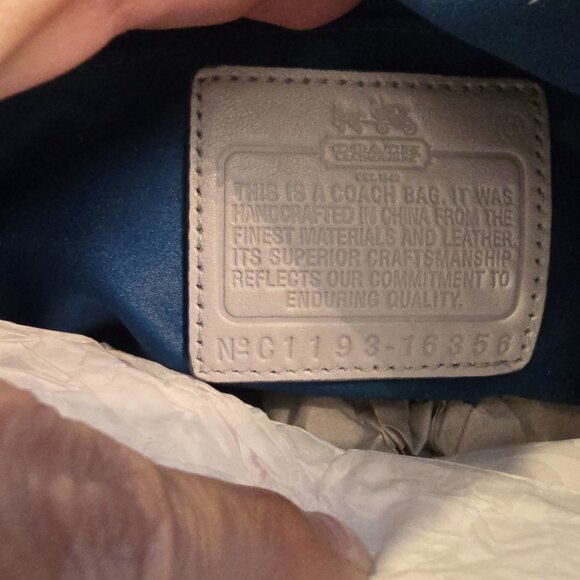 COACH
LEATHERWARE
EST. 1941
THIS IS A COACH BAG. IT WAS
HANDCRAFTED IN CHINA FROM THE
FINEST MATERIALS AND LEATHER.
ITS SUPERIOR CRAFTSMANSHIP
REFLECTS OUR COMMITMENT TO
ENDURING QUALITY.
Nº C1193-16356